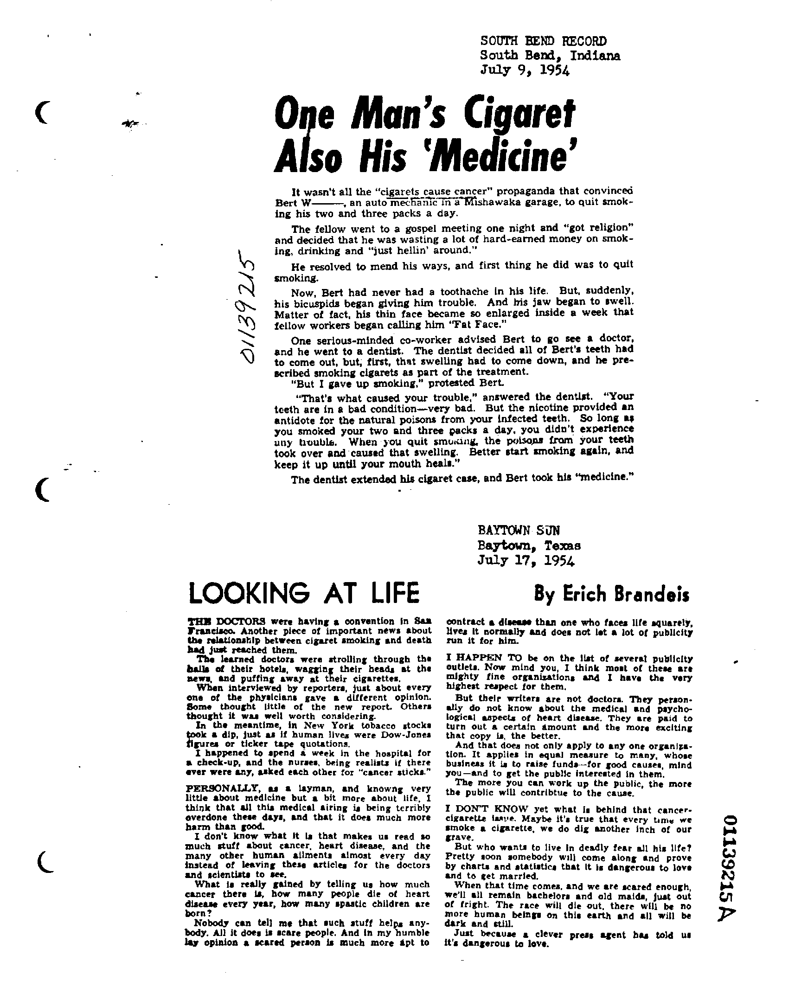 SOUTH BEND RECORD
South Bend, Indiana
July 9, 1954
One Man's Cigaret
Also His 'Medicine'
It wasn't all the "cigarets cause cancer" propaganda that convinced
Bert W———, an auto mechanic in a Mishawaka garage, to quit smok-
ing his two and three packs a day.
The fellow went to a gospel meeting one night and "got religion"
and decided that he was wasting a lot of hard-earned money on smok-
ing, drinking and "just hellin' around."
He resolved to mend his ways, and first thing he did was to quit
smoking.
Now, Bert had never had a toothache in his life. But, suddenly,
his bicuspids began giving him trouble. And his jaw began to swell.
Matter of fact, his thin face became so enlarged inside a week that
fellow workers began calling him "Fat Face."
One serious-minded co-worker advised Bert to go see a doctor,
and he went to a dentist. The dentist decided all of Bert's teeth had
to come out, but, first, that swelling had to come down, and he pre-
scribed smoking cigarets as part of the treatment.
"But I gave up smoking," protested Bert.
"That's what caused your trouble," answered the dentist. "Your
teeth are in a bad condition—very bad. But the nicotine provided an
antidote for the natural poisons from your infected teeth. So long as
you smoked your two and three packs a day, you didn't experience
any trouble. When you quit smoking, the poisons from your teeth
took over and caused that swelling. Better start smoking again, and
keep it up until your mouth heals."
The dentist extended his cigaret case, and Bert took his "medicine."
01139215
BAYTOWN SUN
Baytown, Texas
July 17, 1954
LOOKING AT LIFE
By Erich Brandeis
THE DOCTORS were having a convention in San
Francisco. Another piece of important news about
the relationship between cigaret smoking and death
had just reached them.
The learned doctors were strolling through the
halls of their hotels, wagging their heads at the
news, and puffing away at their cigarettes.
When interviewed by reporters, just about every
one of the physicians gave a different opinion.
Some thought little of the new report. Others
thought it was well worth considering.
In the meantime, in New York tobacco stocks
took a dip, just as if human lives were Dow-Jones
figures or ticker tape quotations.
I happened to spend a week in the hospital for
a check-up, and the nurses, being realists if there
ever were any, asked each other for "cancer sticks."
PERSONALLY, as a layman, and knowng very
little about medicine but a bit more about life, I
think that all this medical airing is being terribly
overdone these days, and that it does much more
harm than good.
I don't know what it is that makes us read so
much stuff about cancer, heart disease, and the
many other human ailments almost every day
instead of leaving these articles for the doctors
and scientists to see.
What is really gained by telling us how much
cancer there is, how many people die of heart
disease every year, how many spastic children are
born?
Nobody can tell me that such stuff helps any-
body. All it does is scare people. And in my humble
lay opinion a scared person is much more apt to
contract a disease than one who faces life squarely,
lives it normally and does not let a lot of publicity
run it for him.
I HAPPEN TO be on the list of several publicity
outlets. Now mind you, I think most of these are
mighty fine organizations and I have the very
highest respect for them.
But their writers are not doctors. They person-
ally do not know about the medical and psycho-
logical aspects of heart disease. They are paid to
turn out a certain amount and the more exciting
that copy is, the better.
And that does not only apply to any one organiza-
tion. It applies in equal measure to many, whose
business it is to raise funds—for good causes, mind
you—and to get the public interested in them.
The more you can work up the public, the more
the public will contribtue to the cause.
I DON'T KNOW yet what is behind that cancer-
cigarette issue. Maybe it's true that every time we
smoke a cigarette, we do dig another inch of our
grave.
But who wants to live in deadly fear all his life?
Pretty soon somebody will come along and prove
by charts and statistics that it is dangerous to love
and to get married.
When that time comes, and we are scared enough,
we'll all remain bachelors and old maids, just out
of fright. The race will die out, there will be no
more human beings on this earth and all will be
dark and still.
Just because a clever press agent has told us
it's dangerous to love.
01139215 A